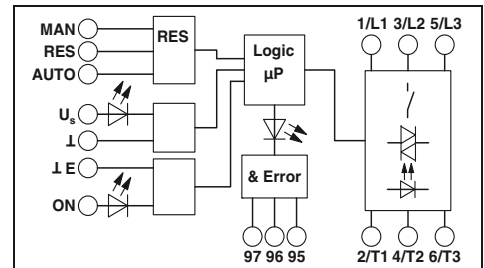 MAN
RES
AUTO
RES
Logic
μP
1/L1 3/L2 5/L3
Us
⊥
⊥ E
ON
& Error
97 96 95
2/T1 4/T2 6/T3